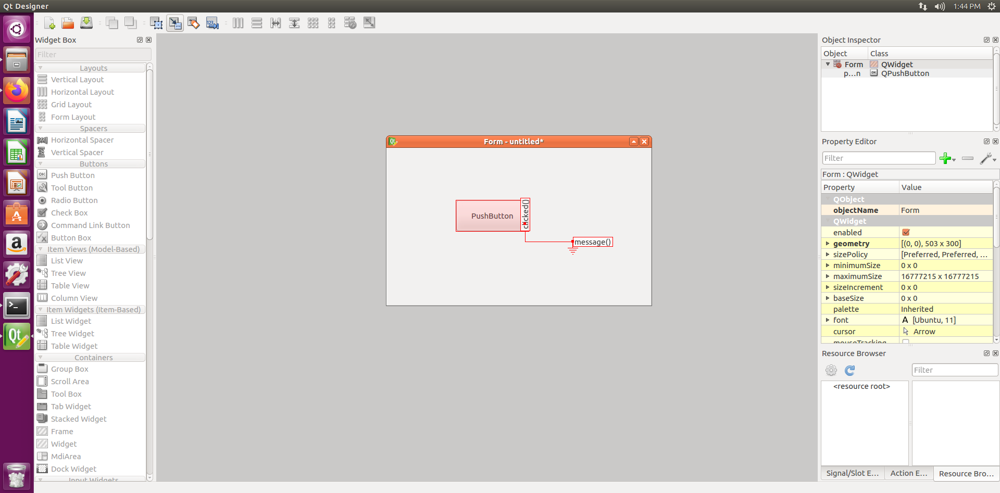 Qt Designer
1:44 PM
Widget Box
Filter
Layouts
Vertical Layout
Horizontal Layout
Grid Layout
Form Layout
Spacers
Horizontal Spacer
Vertical Spacer
Buttons
Push Button
Tool Button
Radio Button
Check Box
Command Link Button
Button Box
Item Views (Model-Based)
List View
Tree View
Table View
Column View
Item Widgets (Item-Based)
List Widget
Tree Widget
Table Widget
Containers
Group Box
Scroll Area
Tool Box
Tab Widget
Stacked Widget
Frame
Widget
MdiArea
Dock Widget
Input Widgets
Form - untitled*
PushButton
clicked()
message()
Object Inspector
Object Class
Form QWidget
p...n QPushButton
Property Editor
Filter
Form : QWidget
Property Value
QObject
objectName Form
QWidget
enabled
geometry [(0, 0), 503 x 300]
sizePolicy [Preferred, Preferred, ...
minimumSize 0 x 0
maximumSize 16777215 x 16777215
sizeIncrement 0 x 0
baseSize 0 x 0
palette Inherited
font A [Ubuntu, 11]
cursor Arrow
mouseTracking
Resource Browser
Filter
<resource root>
Signal/Slot E... Action E... Resource Bro...